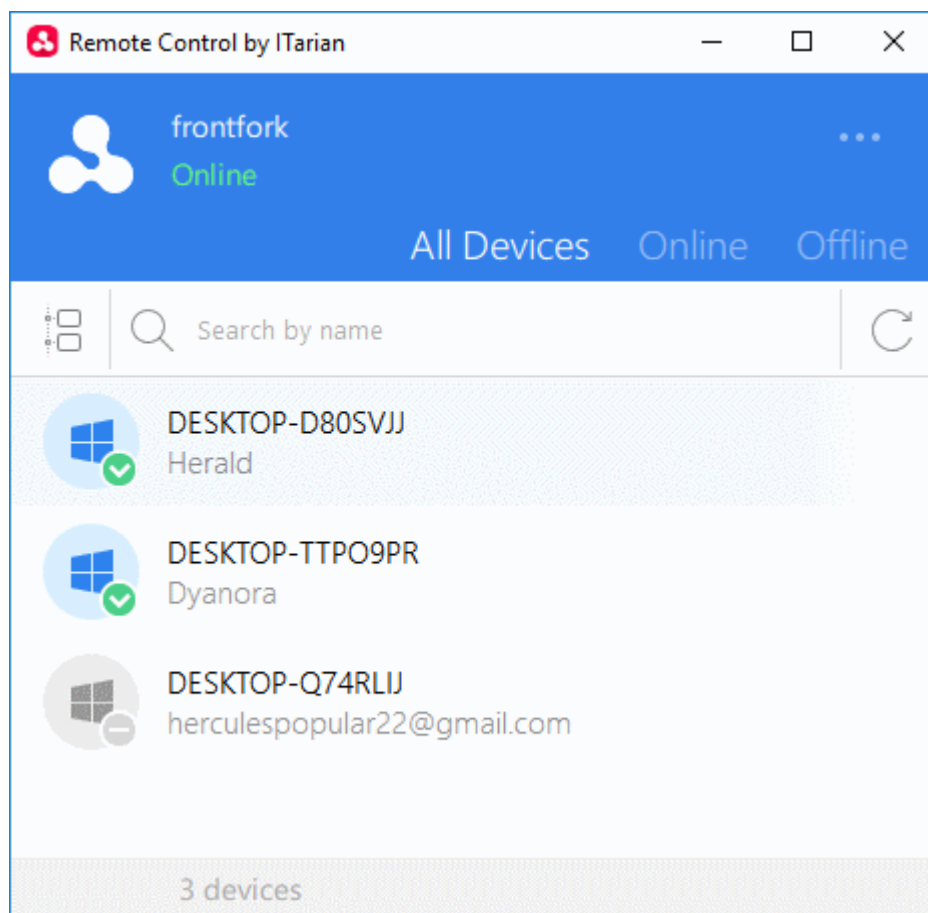 Remote Control by ITarian
frontfork
Online
All Devices Online Offline
Search by name
DESKTOP-D80SVJJ
Herald
DESKTOP-TTPO9PR
Dyanora
DESKTOP-Q74RLIJ
herculespopular22@gmail.com
3 devices